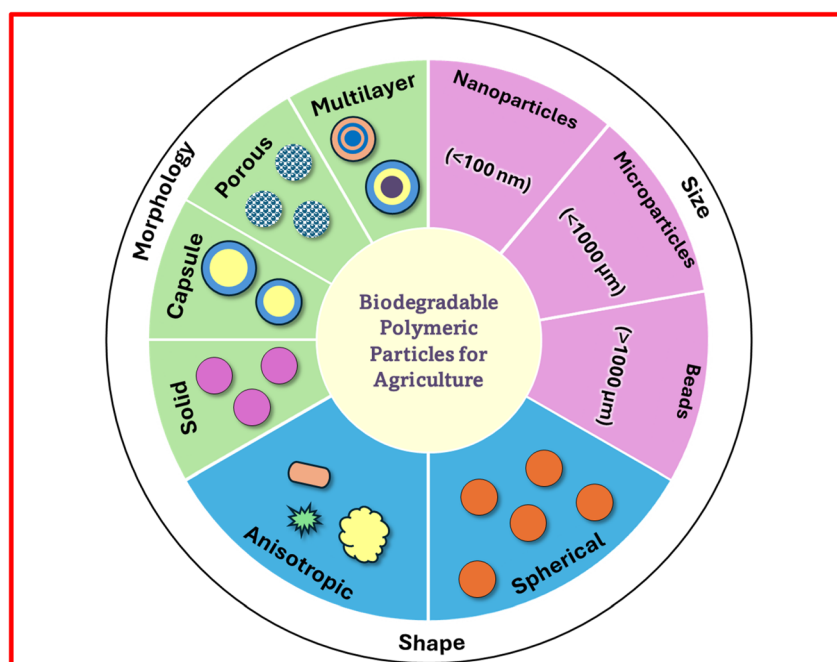 Biodegradable
Polymeric
Particles for
Agriculture
Size
Nanoparticles
(<100 nm)
Microparticles
(<1000 μm)
Beads
(>1000 μm)
Shape
Spherical
Anisotropic
Morphology
Solid
Capsule
Porous
Multilayer